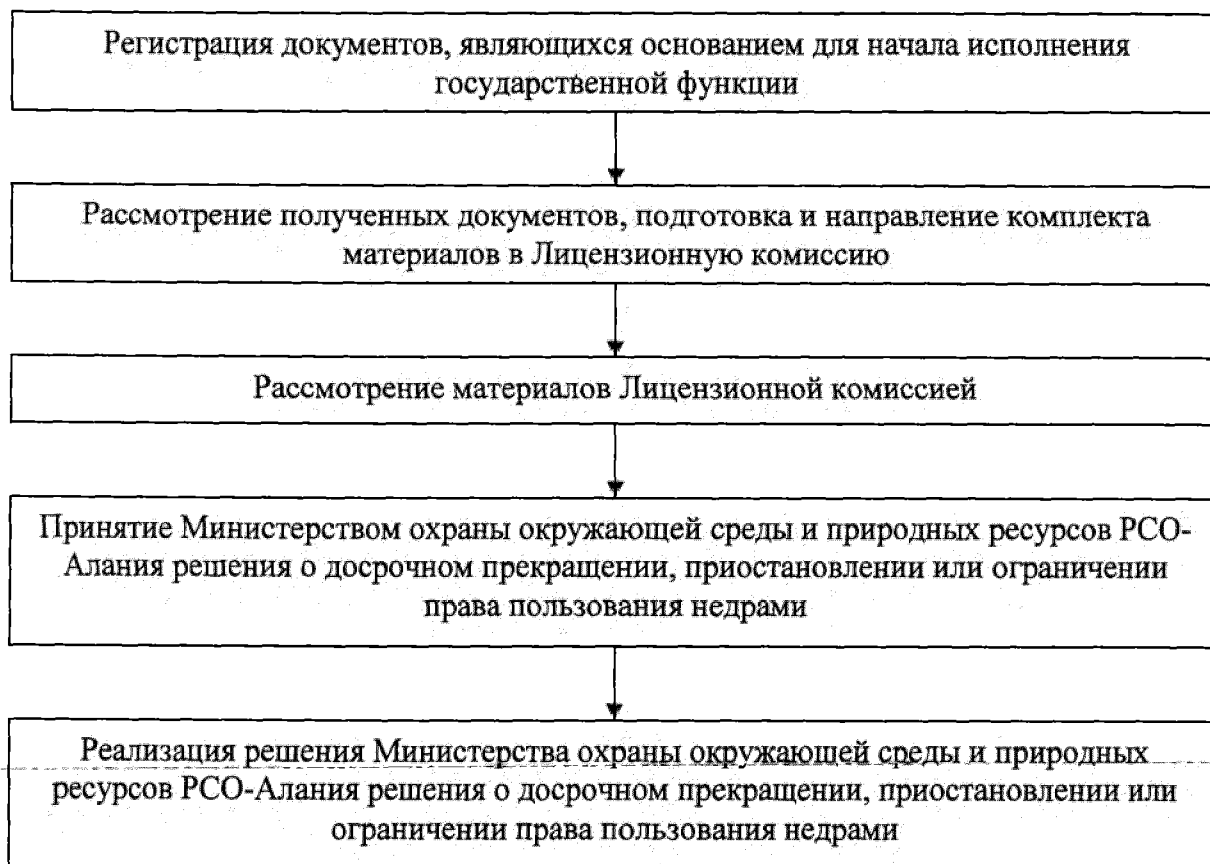 Регистрация документов, являющихся основанием для начала исполнения
государственной функции
Рассмотрение полученных документов, подготовка и направление комплекта
материалов в Лицензионную комиссию
Рассмотрение материалов Лицензионной комиссией
Принятие Министерством охраны окружающей среды и природных ресурсов РСО-
Алания решения о досрочном прекращении, приостановлении или ограничении
права пользования недрами
Реализация решения Министерства охраны окружающей среды и природных
ресурсов РСО-Алания решения о досрочном прекращении, приостановлении или
ограничении права пользования недрами